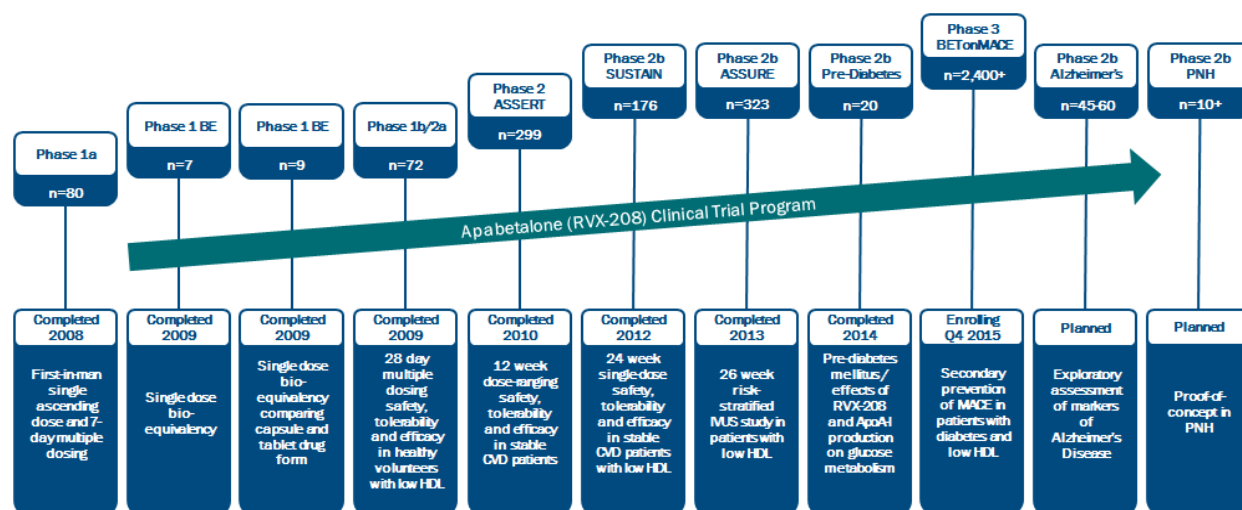 Phase 1a
n=80
Phase 1 BE
n=7
Phase 1 BE
n=9
Phase 1b/2a
n=72
Phase 2
ASSERT
n=299
Phase 2b
SUSTAIN
n=176
Phase 2b
ASSURE
n=323
Phase 2b
Pre-Diabetes
n=20
Phase 3
BETonMACE
n=2,400+
Phase 2b
Alzheimer's
n=45-60
Phase 2b
PNH
n=10+
Apabetalone (RVX-208) Clinical Trial Program
Completed
2008
First-in-man
single
ascending
dose and 7-
day multiple
dosing
Completed
2009
Single dose
bio-
equivalency
Completed
2009
Single dose
bio-
equivalency
comparing
capsule and
tablet drug
form
Completed
2009
28 day
multiple
dosing
safety,
tolerability
and efficacy
in healthy
volunteers
with low HDL
Completed
2010
12 week
dose-ranging
safety,
tolerability
and efficacy
in stable
CVD patients
Completed
2012
24 week
single-dose
safety,
tolerability
and efficacy
in stable CVD
patients
with low HDL
Completed
2013
26 week
risk-
stratified
IVUS study in
patients with
low HDL
Completed
2014
Pre-diabetes
mellitus/
effects of
RVX-208
and ApoA-I
production
on glucose
metabolism
Enrolling
Q4 2015
Secondary
prevention
of MACE in
patients with
diabetes and
low HDL
Planned
Exploratory
assessment
of markers
of
Alzheimer's
Disease
Planned
Proof-of-
concept in
PNH